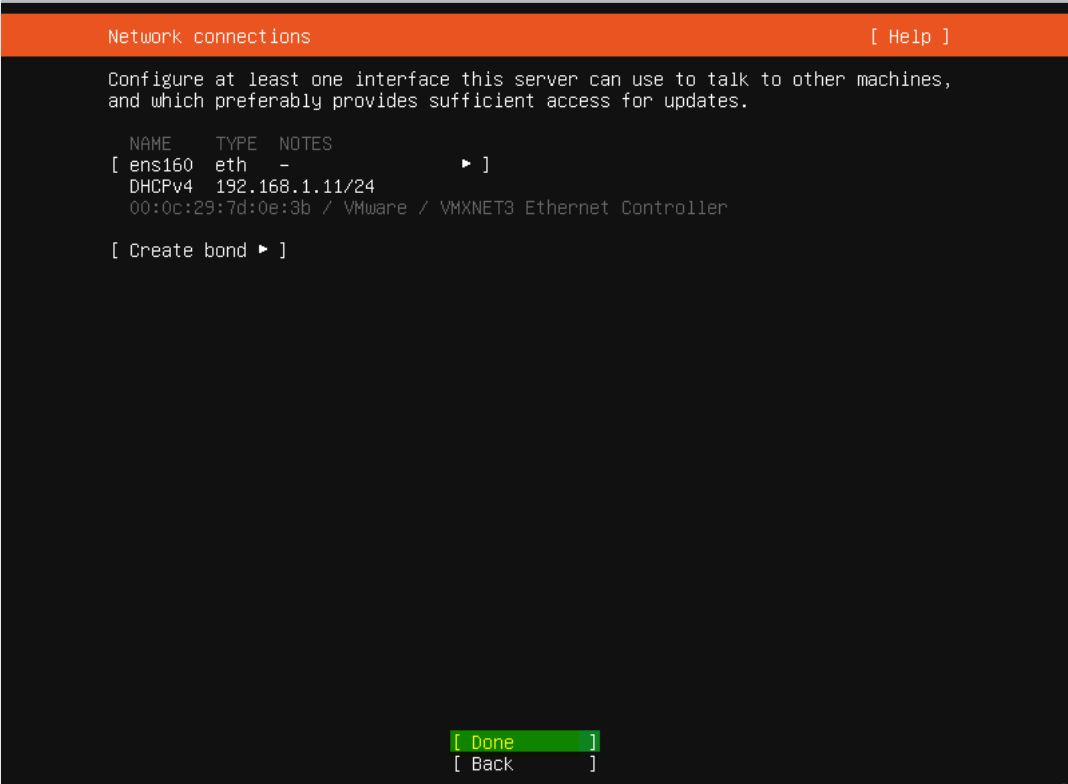 Network connections [ Help ]
Configure at least one interface this server can use to talk to other machines,
and which preferably provides sufficient access for updates.
NAME TYPE NOTES
[ ens160 eth - ▸ ]
DHCPv4 192.168.1.11/24
00:0c:29:7d:0e:3b / VMware / VMXNET3 Ethernet Controller
[ Create bond ▸ ]
[ Done ]
[ Back ]